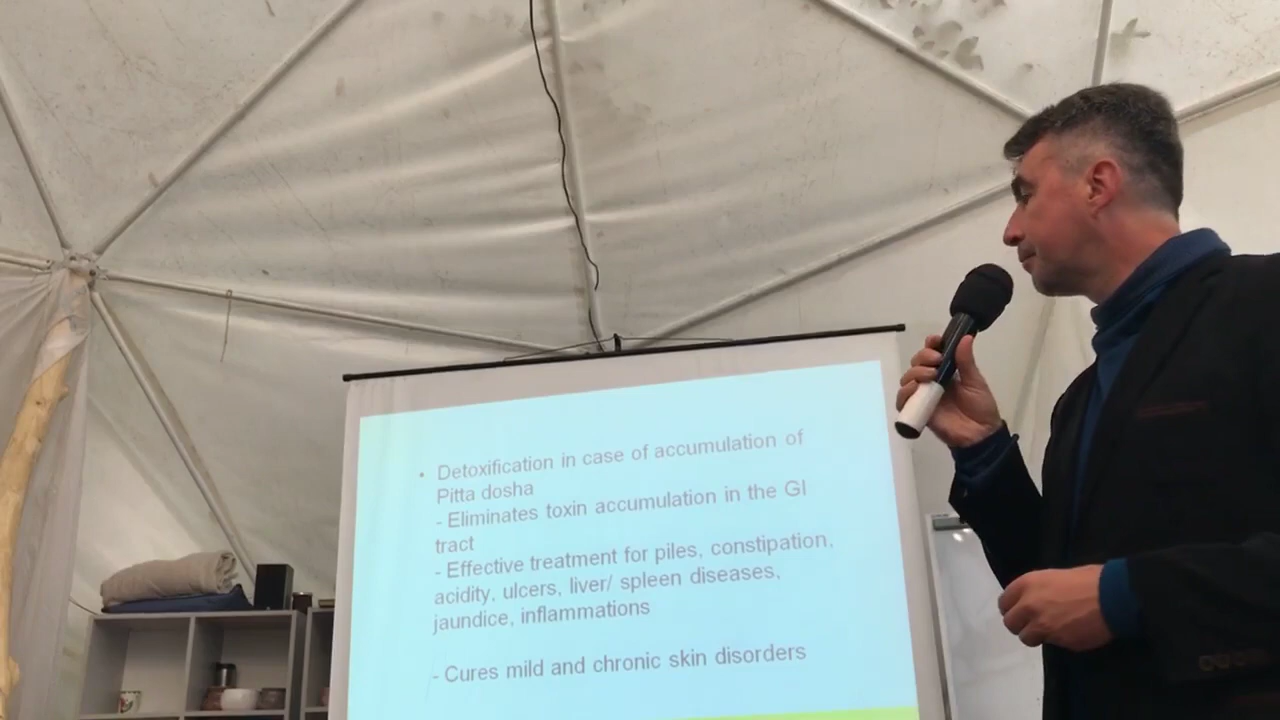 • Detoxification in case of accumulation of
Pitta dosha
- Eliminates toxin accumulation in the GI
tract
- Effective treatment for piles, constipation,
acidity, ulcers, liver/ spleen diseases,
jaundice, inflammations
- Cures mild and chronic skin disorders